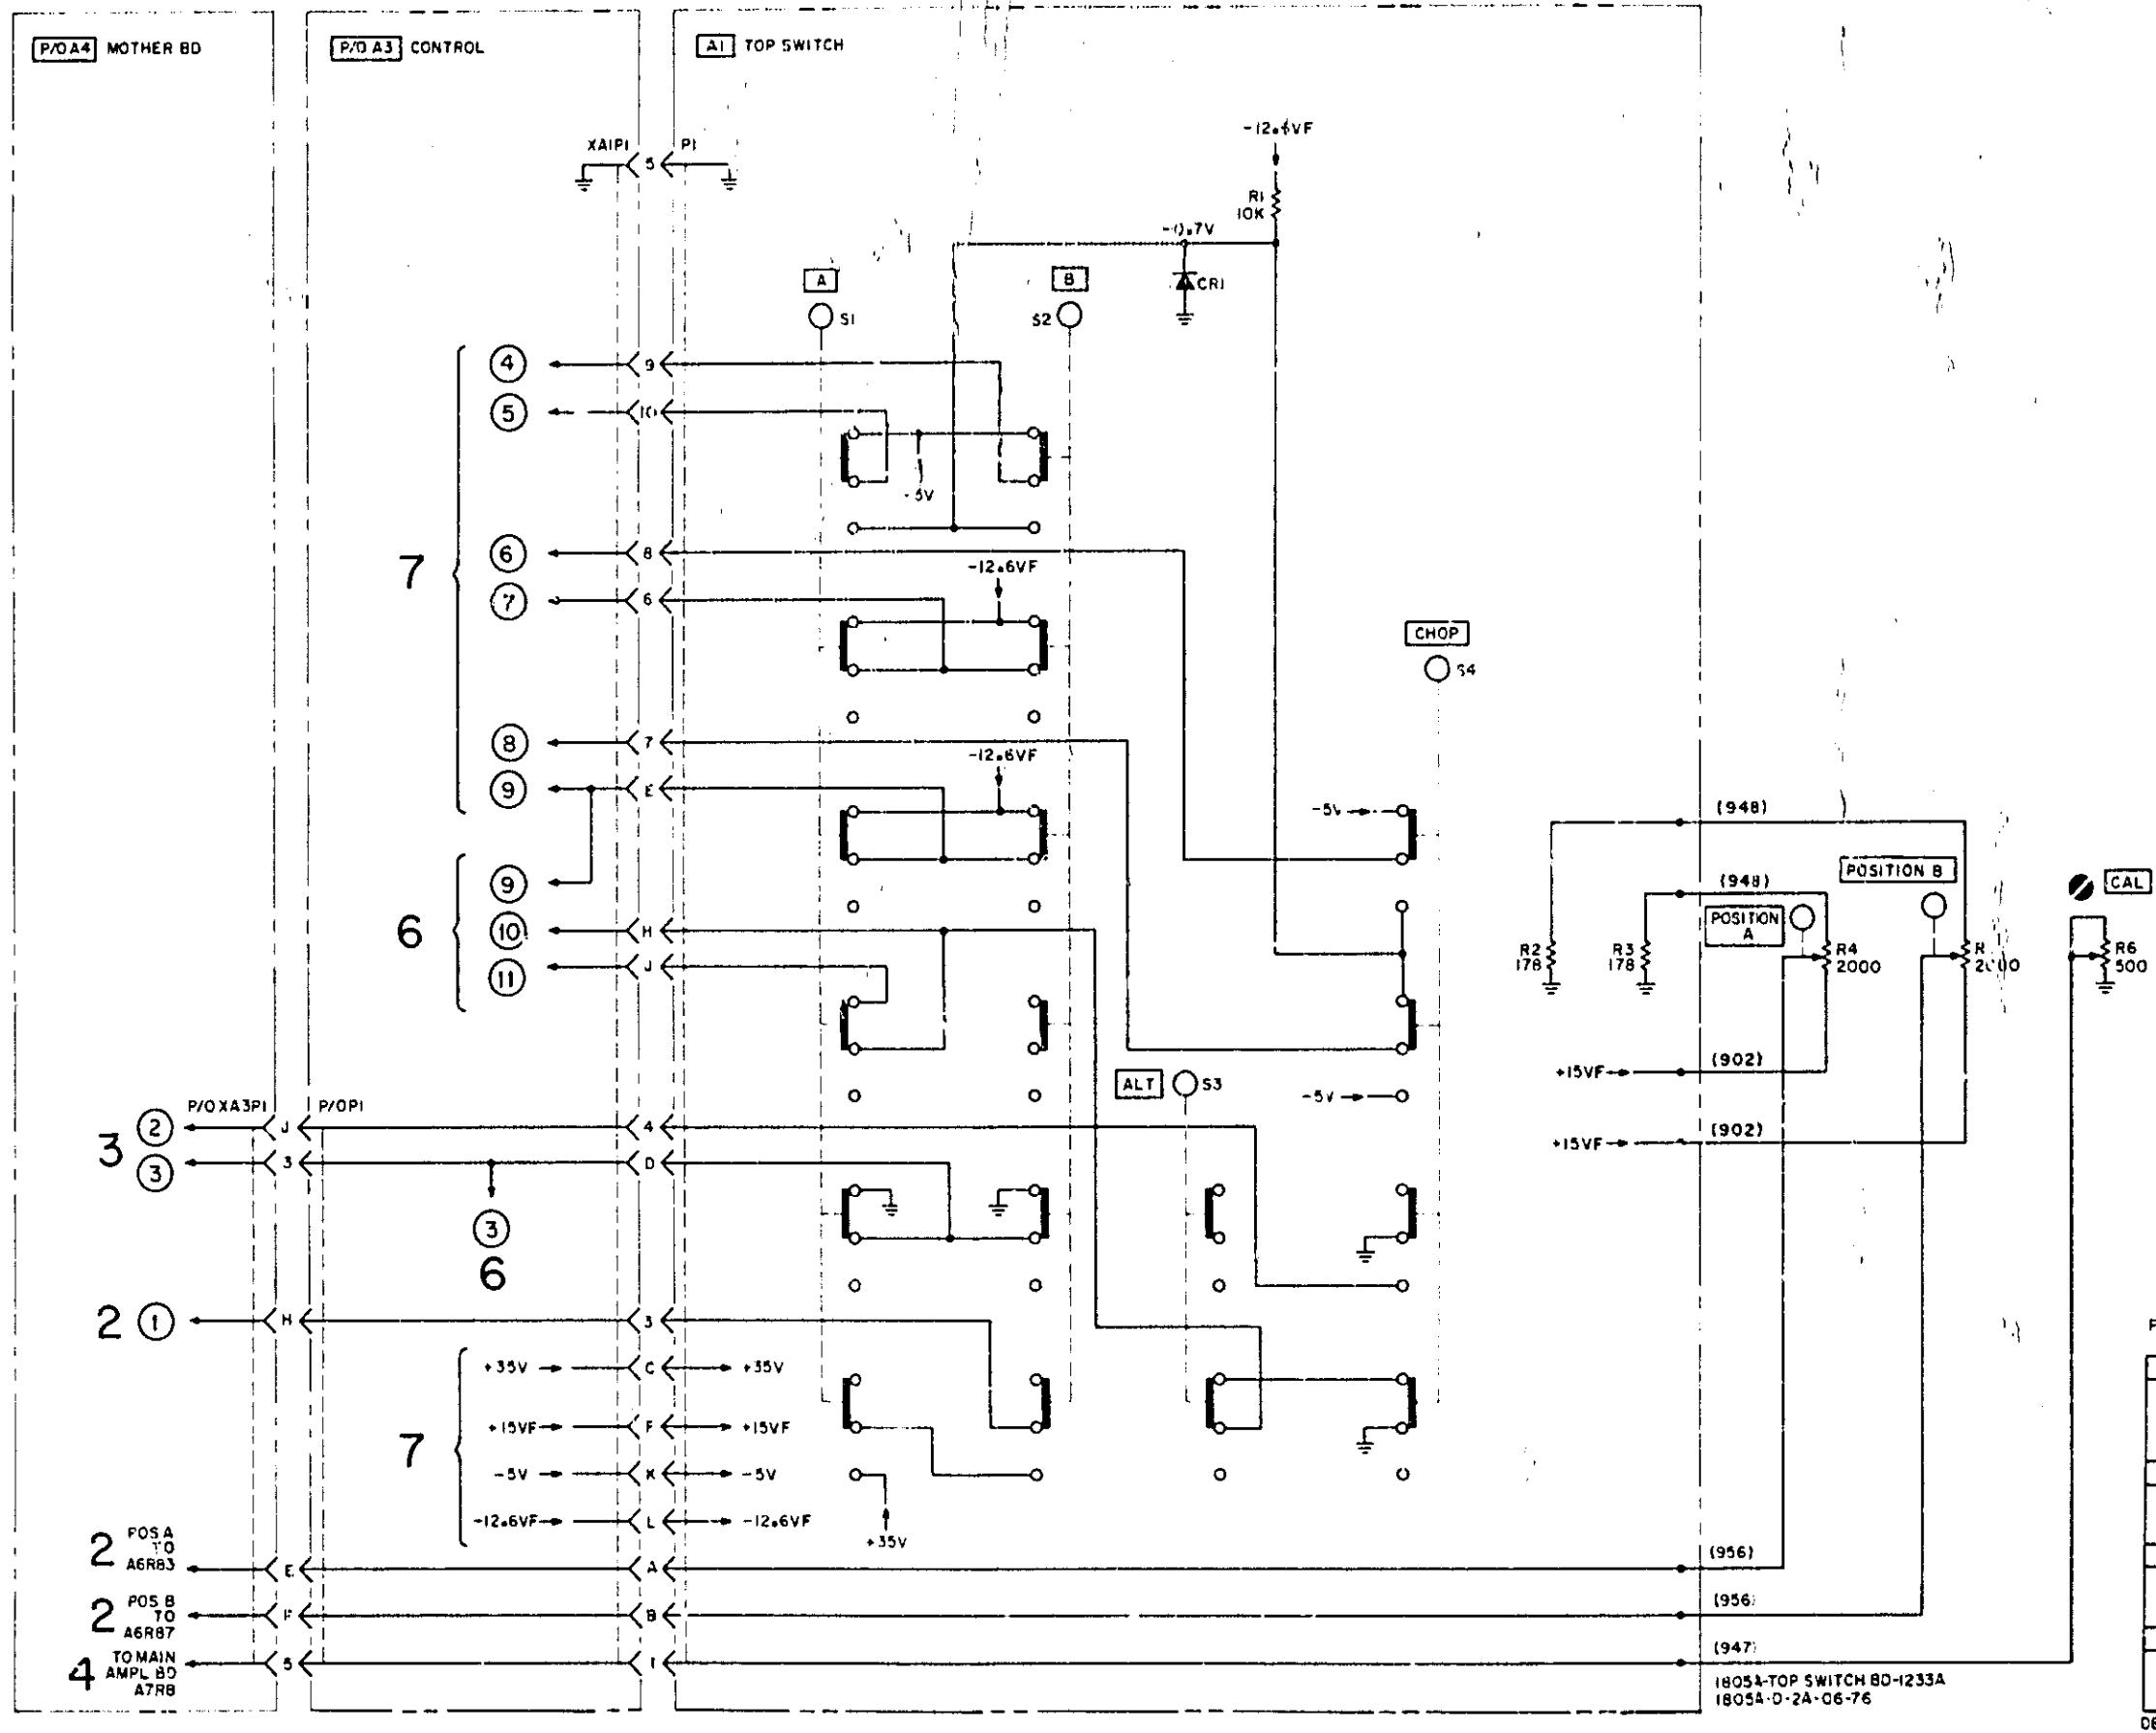 P/O A4 MOTHER BD
P/O A3 CONTROL
A1 TOP SWITCH
-12.6VF
XA1P1 5 P1
R1
10K
-0.7V
CR1
A
B
S1
S2
4 9
5 10
-5V
7
6 8
-12.6VF
7 6
CHOP
S4
8 7
-12.6VF
9 E
-5V
(948)
6
9
10 H
11 J
(948)
POSITION B
CAL
POSITION
A
R2
178
R3
178
R4
2000
R
R6
500
ALT S3
+15VF (902)
-5V
P/O XA3P1 P/O P1
3
2 J 4
3 3 D
+15VF (902)
3
6
2 1 H 3
7
+35V C +35V
+15VF F +15VF
-5V K -5V
-12.6VF L -12.6VF
+35V
2 POS A
TO
A6R83
E A (956)
2 POS B
TO
A6R87
F B (956)
4 TO MAIN
AMPL BD
A7R8
5 1 (947)
1805A-TOP SWITCH BD-1233A
1805A-D-2A-06-76